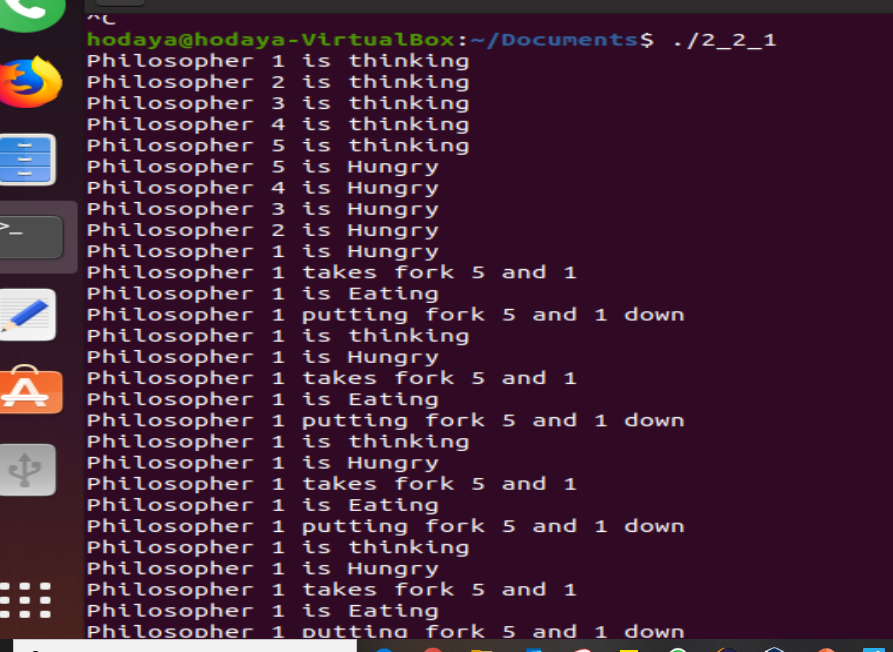 ^C
hodaya@hodaya-VirtualBox:~/Documents$ ./2_2_1
Philosopher 1 is thinking
Philosopher 2 is thinking
Philosopher 3 is thinking
Philosopher 4 is thinking
Philosopher 5 is thinking
Philosopher 5 is Hungry
Philosopher 4 is Hungry
Philosopher 3 is Hungry
Philosopher 2 is Hungry
Philosopher 1 is Hungry
Philosopher 1 takes fork 5 and 1
Philosopher 1 is Eating
Philosopher 1 putting fork 5 and 1 down
Philosopher 1 is thinking
Philosopher 1 is Hungry
Philosopher 1 takes fork 5 and 1
Philosopher 1 is Eating
Philosopher 1 putting fork 5 and 1 down
Philosopher 1 is thinking
Philosopher 1 is Hungry
Philosopher 1 takes fork 5 and 1
Philosopher 1 is Eating
Philosopher 1 putting fork 5 and 1 down
Philosopher 1 is thinking
Philosopher 1 is Hungry
Philosopher 1 takes fork 5 and 1
Philosopher 1 is Eating
Philosopher 1 putting fork 5 and 1 down